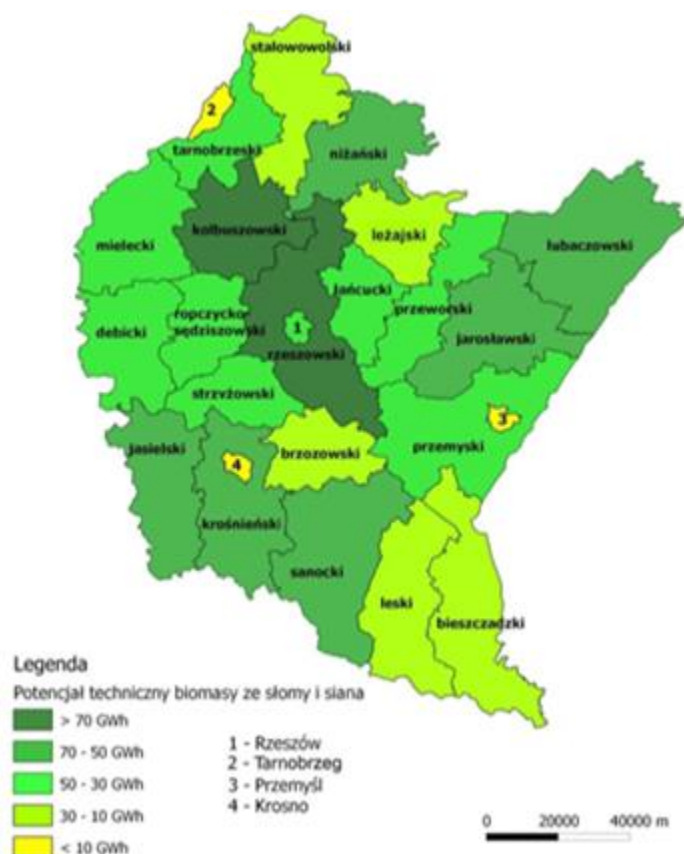 stalowowolski
2
tarnobrzeski
niżański
kolbuszowski
leżajski
mielecki
lubaczowski
łańcucki
ropczycko-
sędziszowski
przeworski
debicki
1
jarosławski
rzeszowski
strzyżowski
3
jasielski
brzozowski
przemyski
4
krośnieński
sanocki
leski
bieszczadzki
Legenda
Potencjał techniczny biomasy ze słomy i siana
> 70 GWh
70 - 50 GWh
50 - 30 GWh
30 - 10 GWh
< 10 GWh
1 - Rzeszów
2 - Tarnobrzeg
3 - Przemyśl
4 - Krosno
0 20000 40000 m